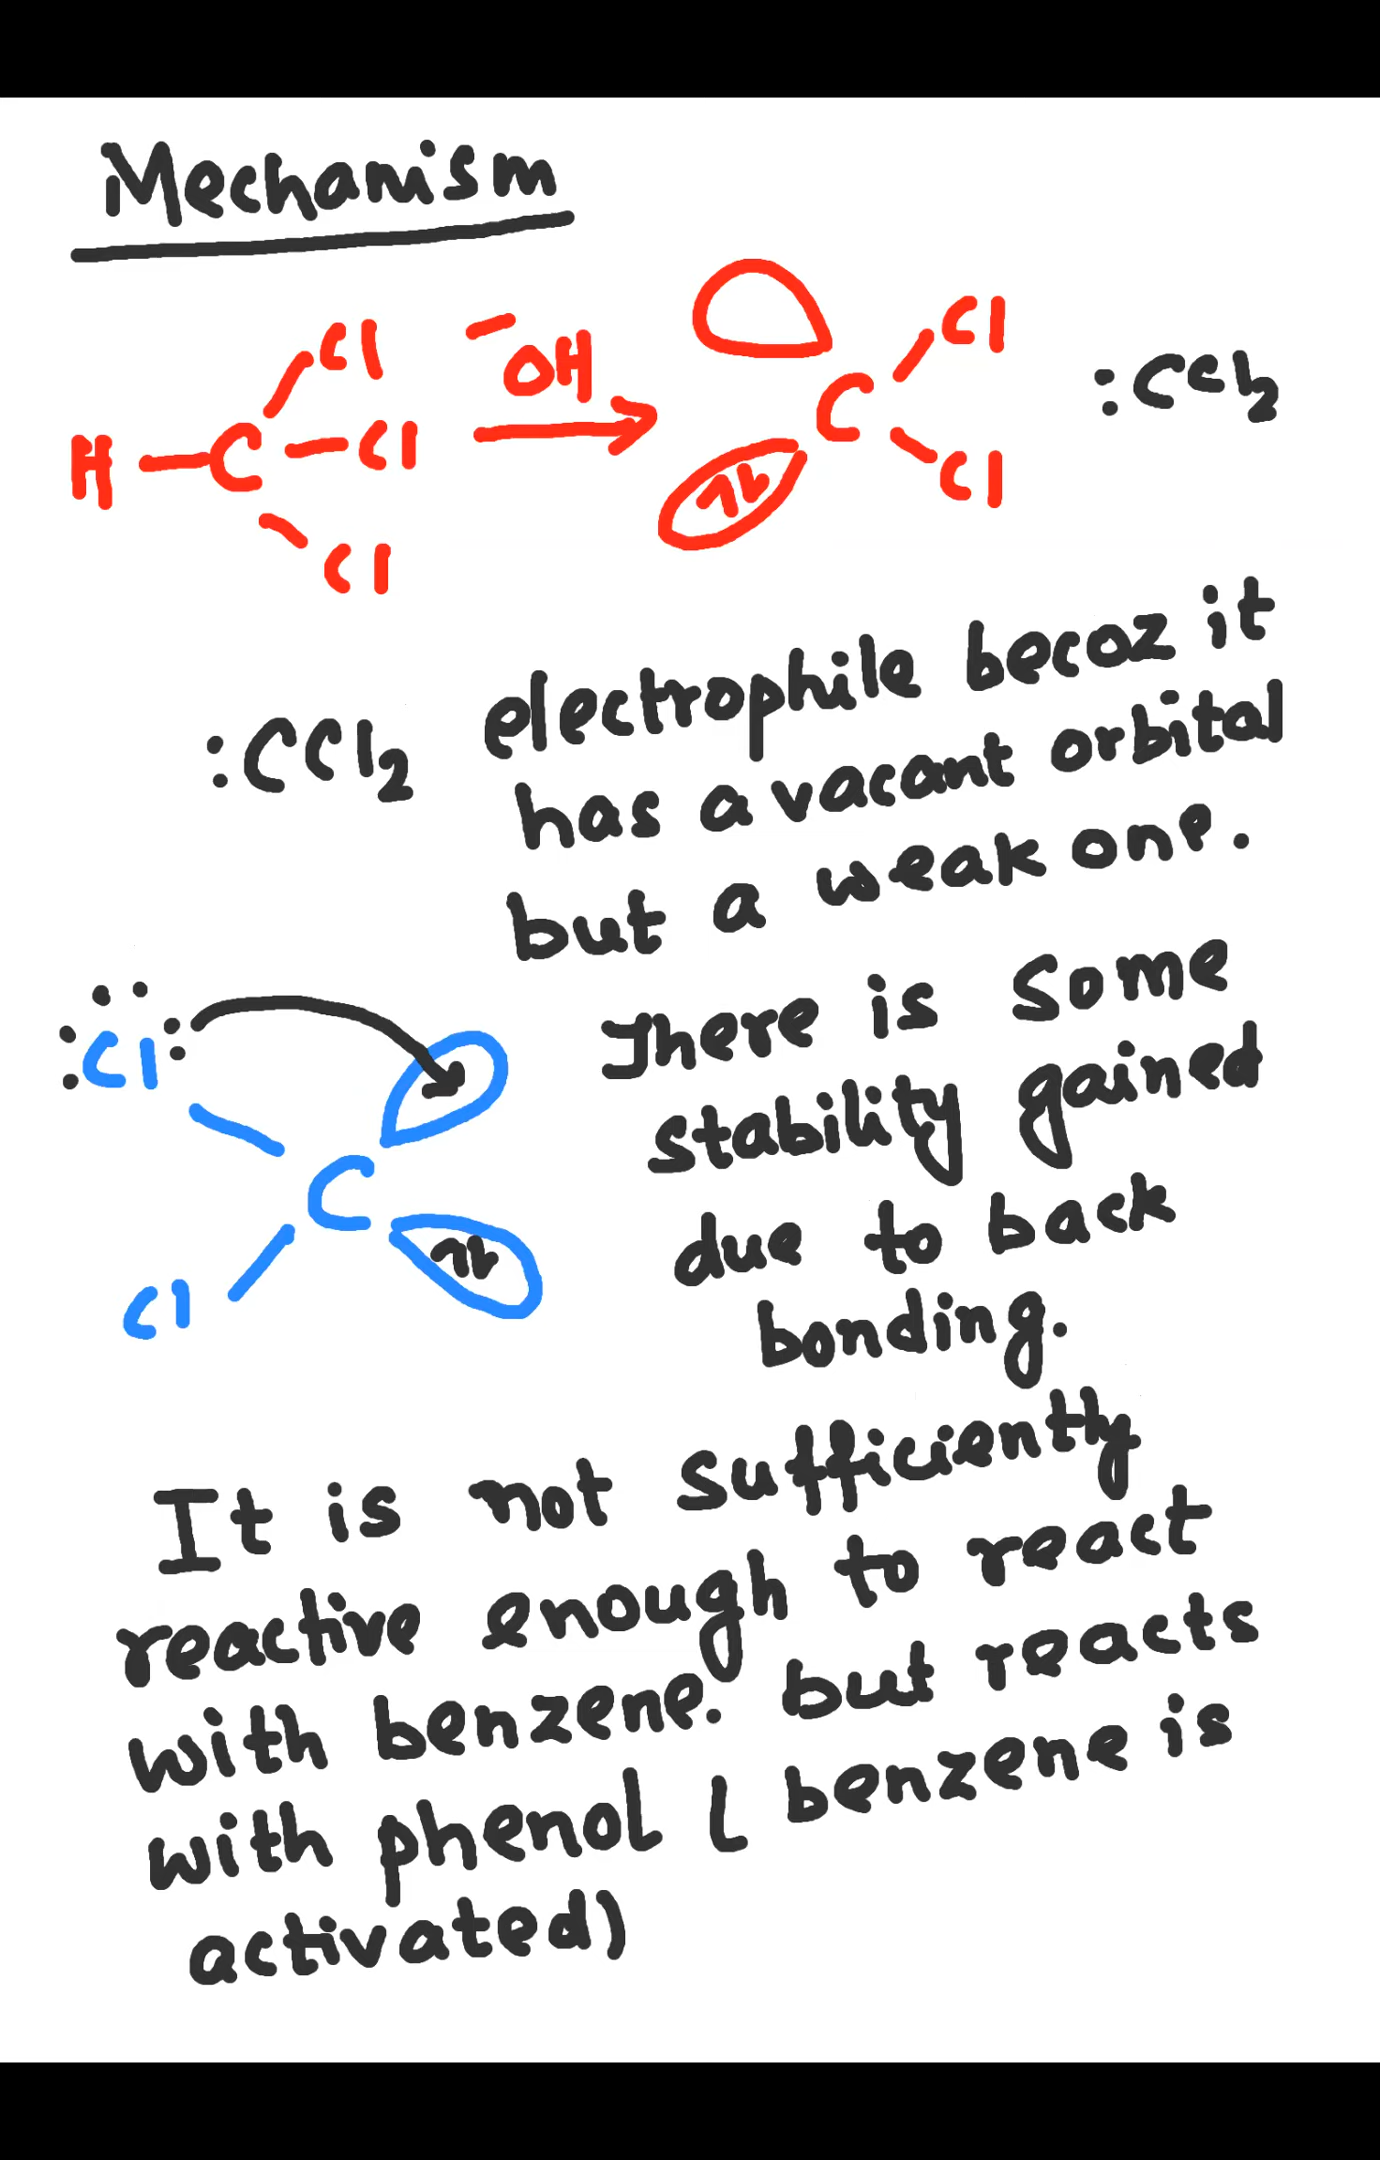 Mechanism
Cl
H-C-Cl
Cl
-OH
Cl
C
Cl
:CCl2
:CCl2 electrophile becoz it
has a vacant orbital
but a weak one.
:Cl:
C
Cl
There is some
stability gained
due to back
bonding.
It is not sufficiently
reactive enough to react
with benzene. but reacts
with phenol ( benzene is
activated)